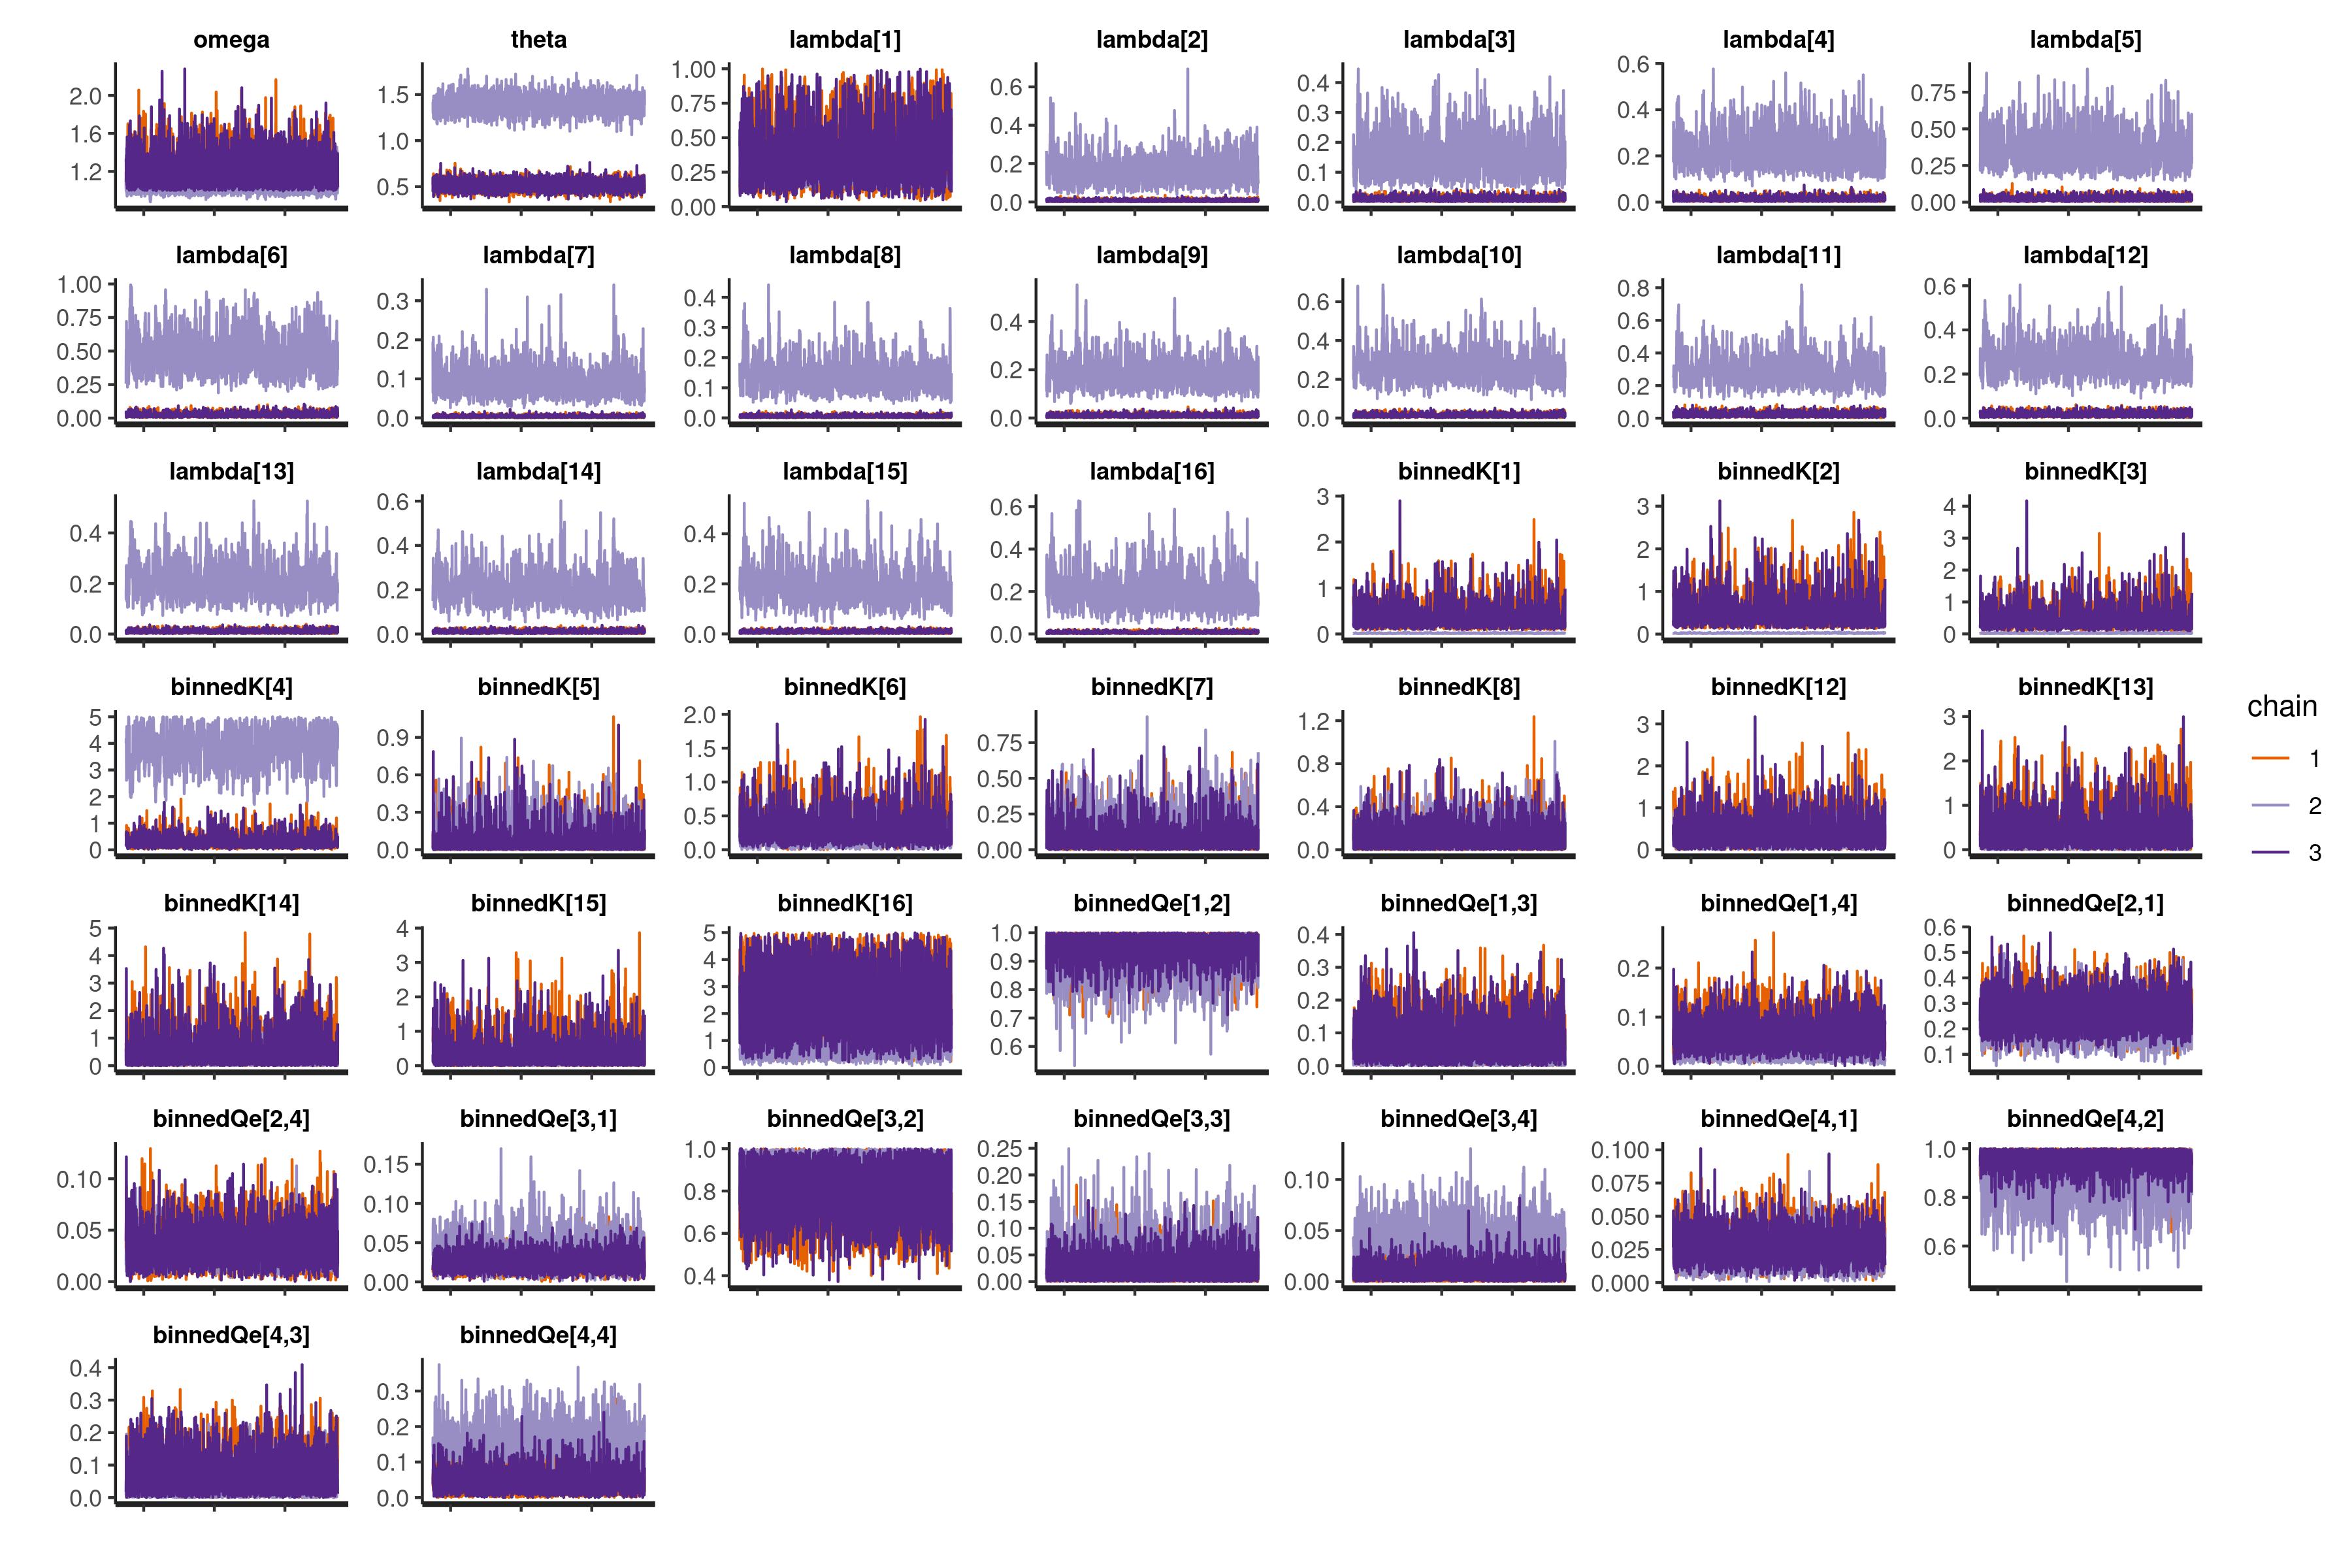 omega theta lambda[1] lambda[2] lambda[3] lambda[4] lambda[5]
2.0 1.6 1.2
1.5 1.0 0.5
1.00 0.75 0.50 0.25 0.00
0.6 0.4 0.2 0.0
0.4 0.3 0.2 0.1 0.0
0.6 0.4 0.2 0.0
0.75 0.50 0.25 0.00
lambda[6] lambda[7] lambda[8] lambda[9] lambda[10] lambda[11] lambda[12]
1.00 0.75 0.50 0.25 0.00
0.3 0.2 0.1 0.0
0.4 0.3 0.2 0.1 0.0
0.4 0.2 0.0
0.6 0.4 0.2 0.0
0.8 0.6 0.4 0.2 0.0
0.6 0.4 0.2 0.0
lambda[13] lambda[14] lambda[15] lambda[16] binnedK[1] binnedK[2] binnedK[3]
0.4 0.2 0.0
0.6 0.4 0.2 0.0
0.4 0.2 0.0
0.6 0.4 0.2 0.0
3 2 1 0
3 2 1 0
4 3 2 1 0
binnedK[4] binnedK[5] binnedK[6] binnedK[7] binnedK[8] binnedK[12] binnedK[13]
5 4 3 2 1 0
0.9 0.6 0.3 0.0
2.0 1.5 1.0 0.5 0.0
0.75 0.50 0.25 0.00
1.2 0.8 0.4 0.0
3 2 1 0
3 2 1 0
chain
1
2
3
binnedK[14] binnedK[15] binnedK[16] binnedQe[1,2] binnedQe[1,3] binnedQe[1,4] binnedQe[2,1]
5 4 3 2 1 0
4 3 2 1 0
5 4 3 2 1 0
1.0 0.9 0.8 0.7 0.6
0.4 0.3 0.2 0.1 0.0
0.2 0.1 0.0
0.6 0.5 0.4 0.3 0.2 0.1
binnedQe[2,4] binnedQe[3,1] binnedQe[3,2] binnedQe[3,3] binnedQe[3,4] binnedQe[4,1] binnedQe[4,2]
0.10 0.05 0.00
0.15 0.10 0.05 0.00
1.0 0.8 0.6 0.4
0.25 0.20 0.15 0.10 0.05 0.00
0.10 0.05 0.00
0.100 0.075 0.050 0.025 0.000
1.0 0.8 0.6
binnedQe[4,3] binnedQe[4,4]
0.4 0.3 0.2 0.1 0.0
0.3 0.2 0.1 0.0